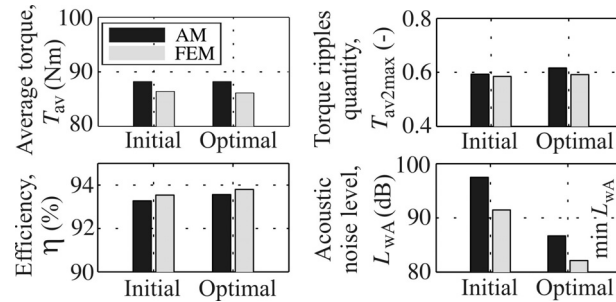 Average torque,
T_av (Nm)
100
90
80
AM
FEM
Initial Optimal
Torque ripples
quantity,
T_av2max (-)
0.8
0.6
0.4
Initial Optimal
Efficiency,
η (%)
94
92
90
Initial Optimal
Acoustic
noise level,
L_wA (dB)
100
90
80
min L_wA
Initial Optimal